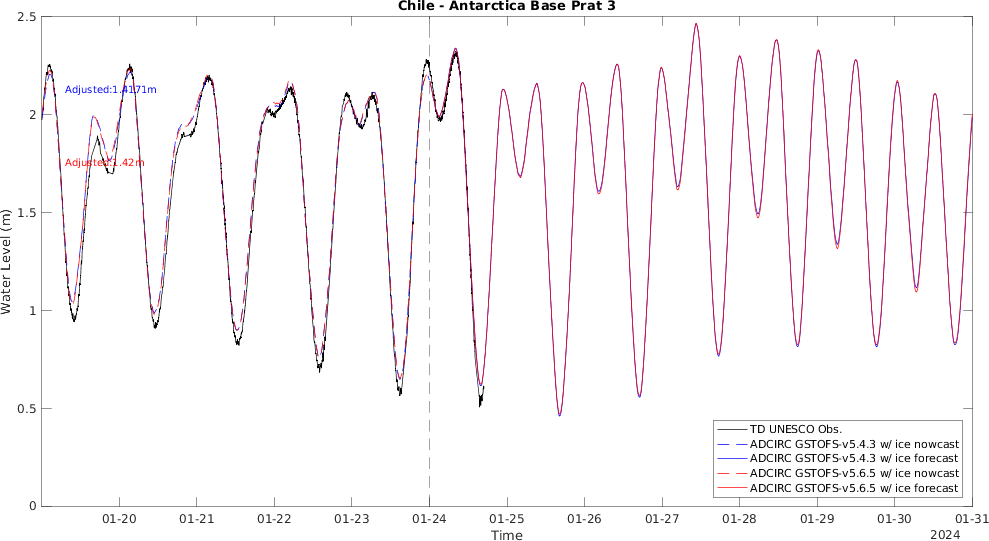 Chile - Antarctica Base Prat 3
2.5
2
1.5
1
0.5
0
Water Level (m)
Adjusted:1.4171m
Adjusted:1.42m
TD UNESCO Obs.
ADCIRC GSTOFS-v5.4.3 w/ ice nowcast
ADCIRC GSTOFS-v5.4.3 w/ ice forecast
ADCIRC GSTOFS-v5.6.5 w/ ice nowcast
ADCIRC GSTOFS-v5.6.5 w/ ice forecast
01-20 01-21 01-22 01-23 01-24 01-25 01-26 01-27 01-28 01-29 01-30 01-31
Time
2024